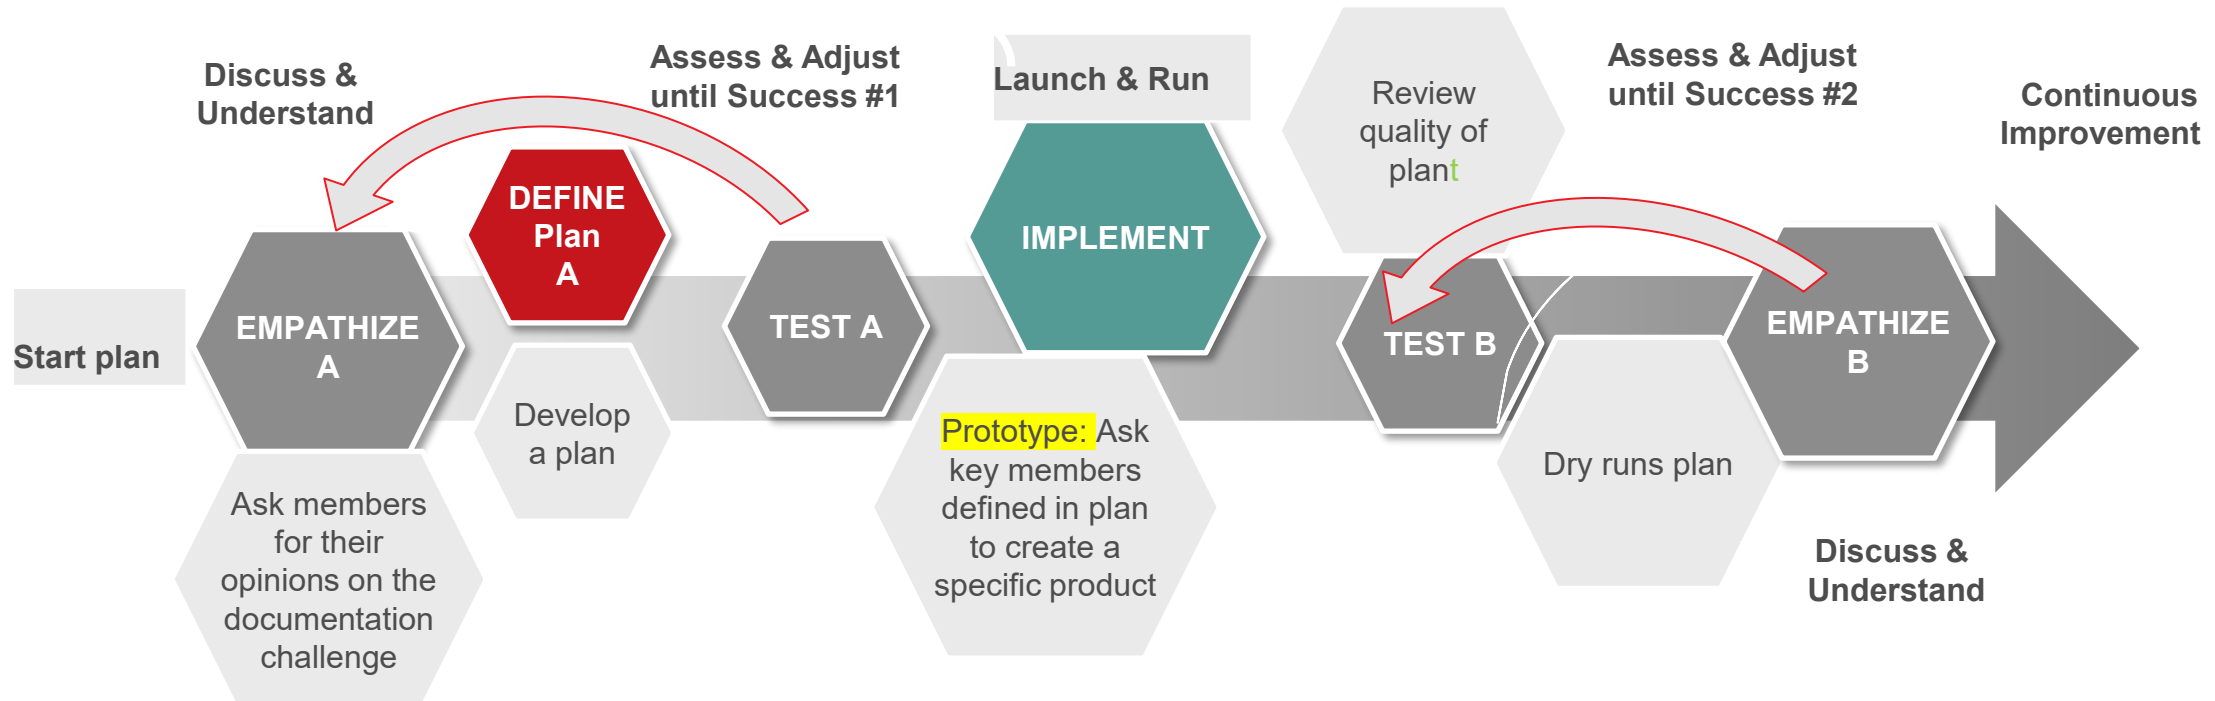 Start plan
Discuss &
Understand
EMPATHIZE
A
Ask members
for their
opinions on the
documentation
challenge
DEFINE
Plan
A
Develop
a plan
Assess & Adjust
until Success #1
TEST A
Launch & Run
IMPLEMENT
Prototype: Ask
key members
defined in plan
to create a
specific product
Review
quality of
plant
TEST B
Assess & Adjust
until Success #2
Dry runs plan
EMPATHIZE
B
Discuss &
Understand
Continuous
Improvement